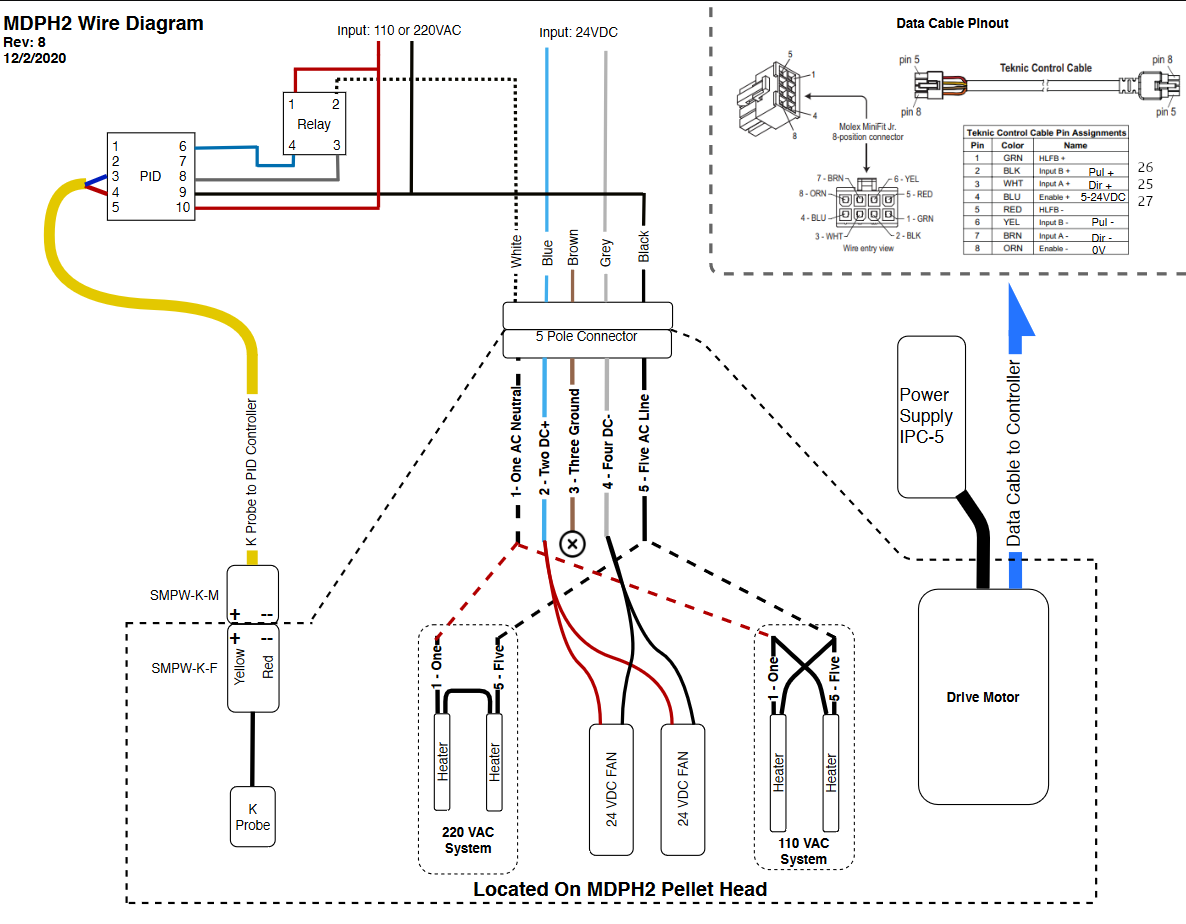 MDPH2 Wire Diagram
Rev: 8
12/2/2020
Input: 110 or 220VAC
Input: 24VDC
1 2
Relay
4 3
1 6
2 7
3 PID 8
4 9
5 10
White
Blue
Brown
Grey
Black
5 Pole Connector
1- One AC Neutral
2 - Two DC+
3 - Three Ground
4 - Four DC-
5 - Five AC Line
K Probe to PID Controller
SMPW-K-M
+ --
+ --
SMPW-K-F
Yellow
Red
K
Probe
1 - One
5 - Five
Heater
Heater
220 VAC
System
24 VDC FAN
24 VDC FAN
1 - One
5 - Five
Heater
Heater
110 VAC
System
Located On MDPH2 Pellet Head
Power
Supply
IPC-5
Data Cable to Controller
Drive Motor
Data Cable Pinout
5
1
4
8
Molex MiniFit Jr.
8-position connector
7 - BRN
6 - YEL
8 - ORN
5 - RED
4 - BLU
1 - GRN
3 - WHT
2 - BLK
Wire entry view
pin 5
pin 8
Teknic Control Cable
pin 8
pin 5
Teknic Control Cable Pin Assignments
Pin Color Name
1 GRN HLFB +
2 BLK Input B + Pul + 26
3 WHT Input A + Dir + 25
4 BLU Enable + 5-24VDC 27
5 RED HLFB -
6 YEL Input B - Pul -
7 BRN Input A - Dir -
8 ORN Enable - 0V